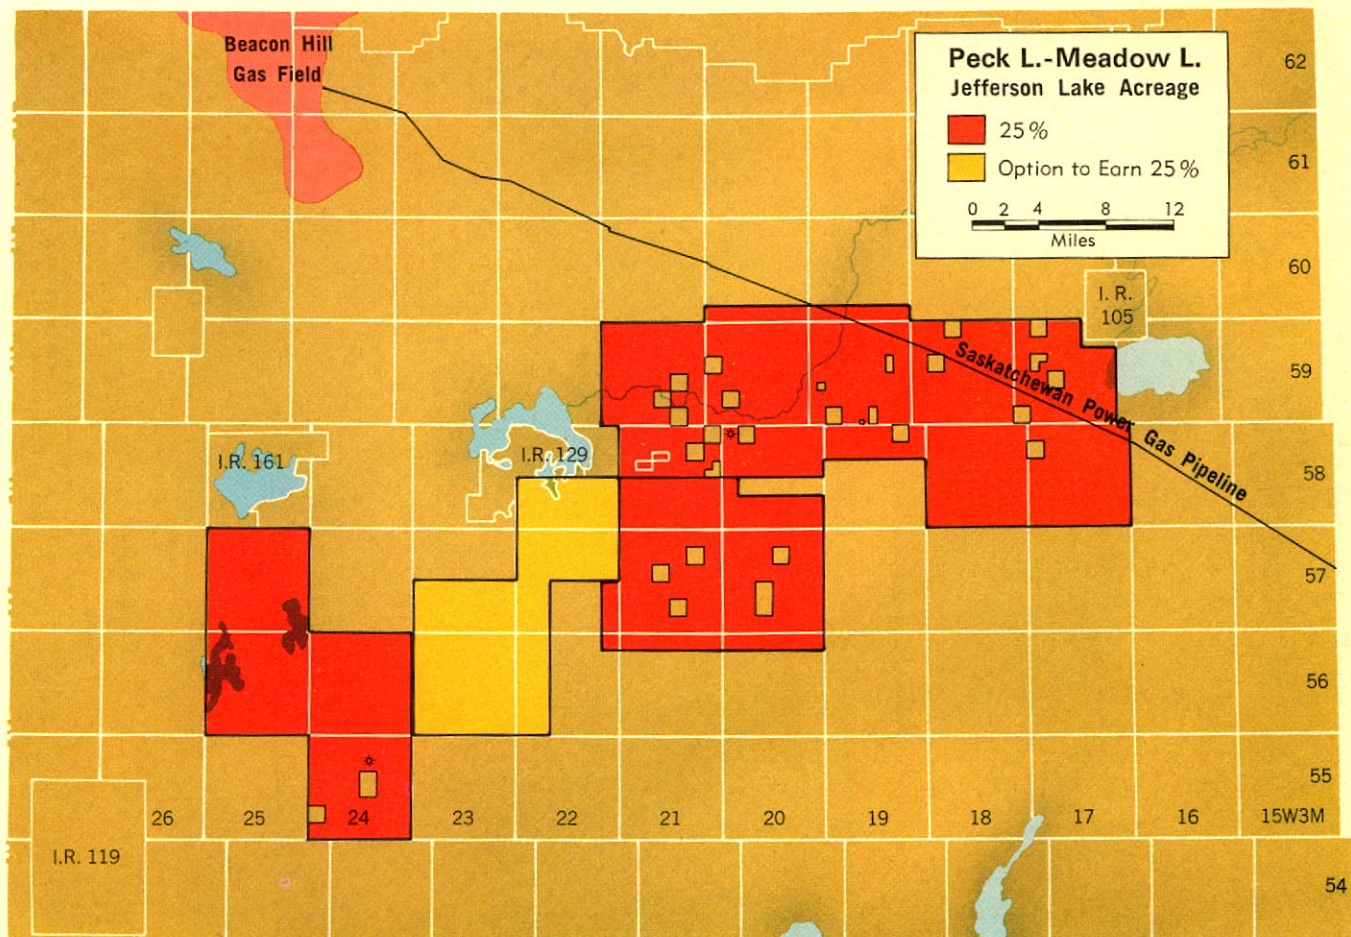 Beacon Hill
Gas Field
Peck L.-Meadow L.
Jefferson Lake Acreage
25%
Option to Earn 25%
0 2 4 8 12
Miles
62
61
60
I. R.
105
59
Saskatchewan Power Gas Pipeline
I.R. 161
I.R. 129
58
57
56
55
26 25 24 23 22 21 20 19 18 17 16 15W3M
I.R. 119
54